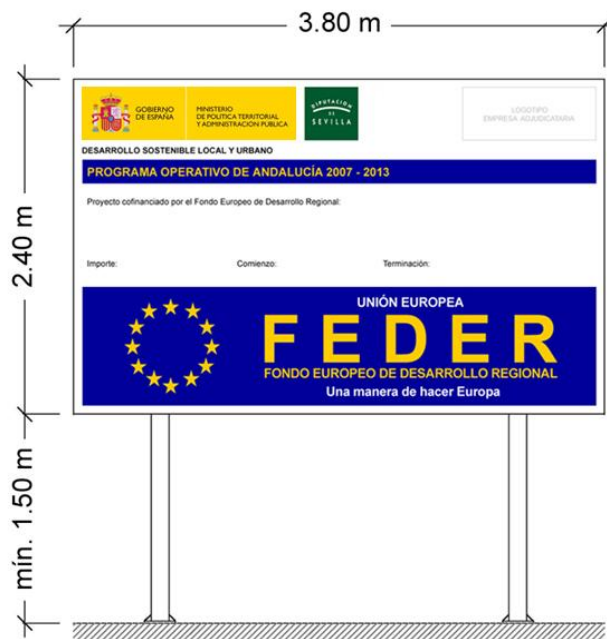 3.80 m
GOBIERNO
DE ESPAÑA
MINISTERIO
DE POLÍTICA TERRITORIAL
Y ADMINISTRACIÓN PÚBLICA
DIPUTACION
DE
SEVILLA
LOGOTIPO
EMPRESA ADJUDICATARIA
DESARROLLO SOSTENIBLE LOCAL Y URBANO
PROGRAMA OPERATIVO DE ANDALUCÍA 2007 - 2013
Proyecto cofinanciado por el Fondo Europeo de Desarrollo Regional:
Importe: Comienzo: Terminación:
2.40 m
UNIÓN EUROPEA
FEDER
FONDO EUROPEO DE DESARROLLO REGIONAL
Una manera de hacer Europa
mín. 1.50 m